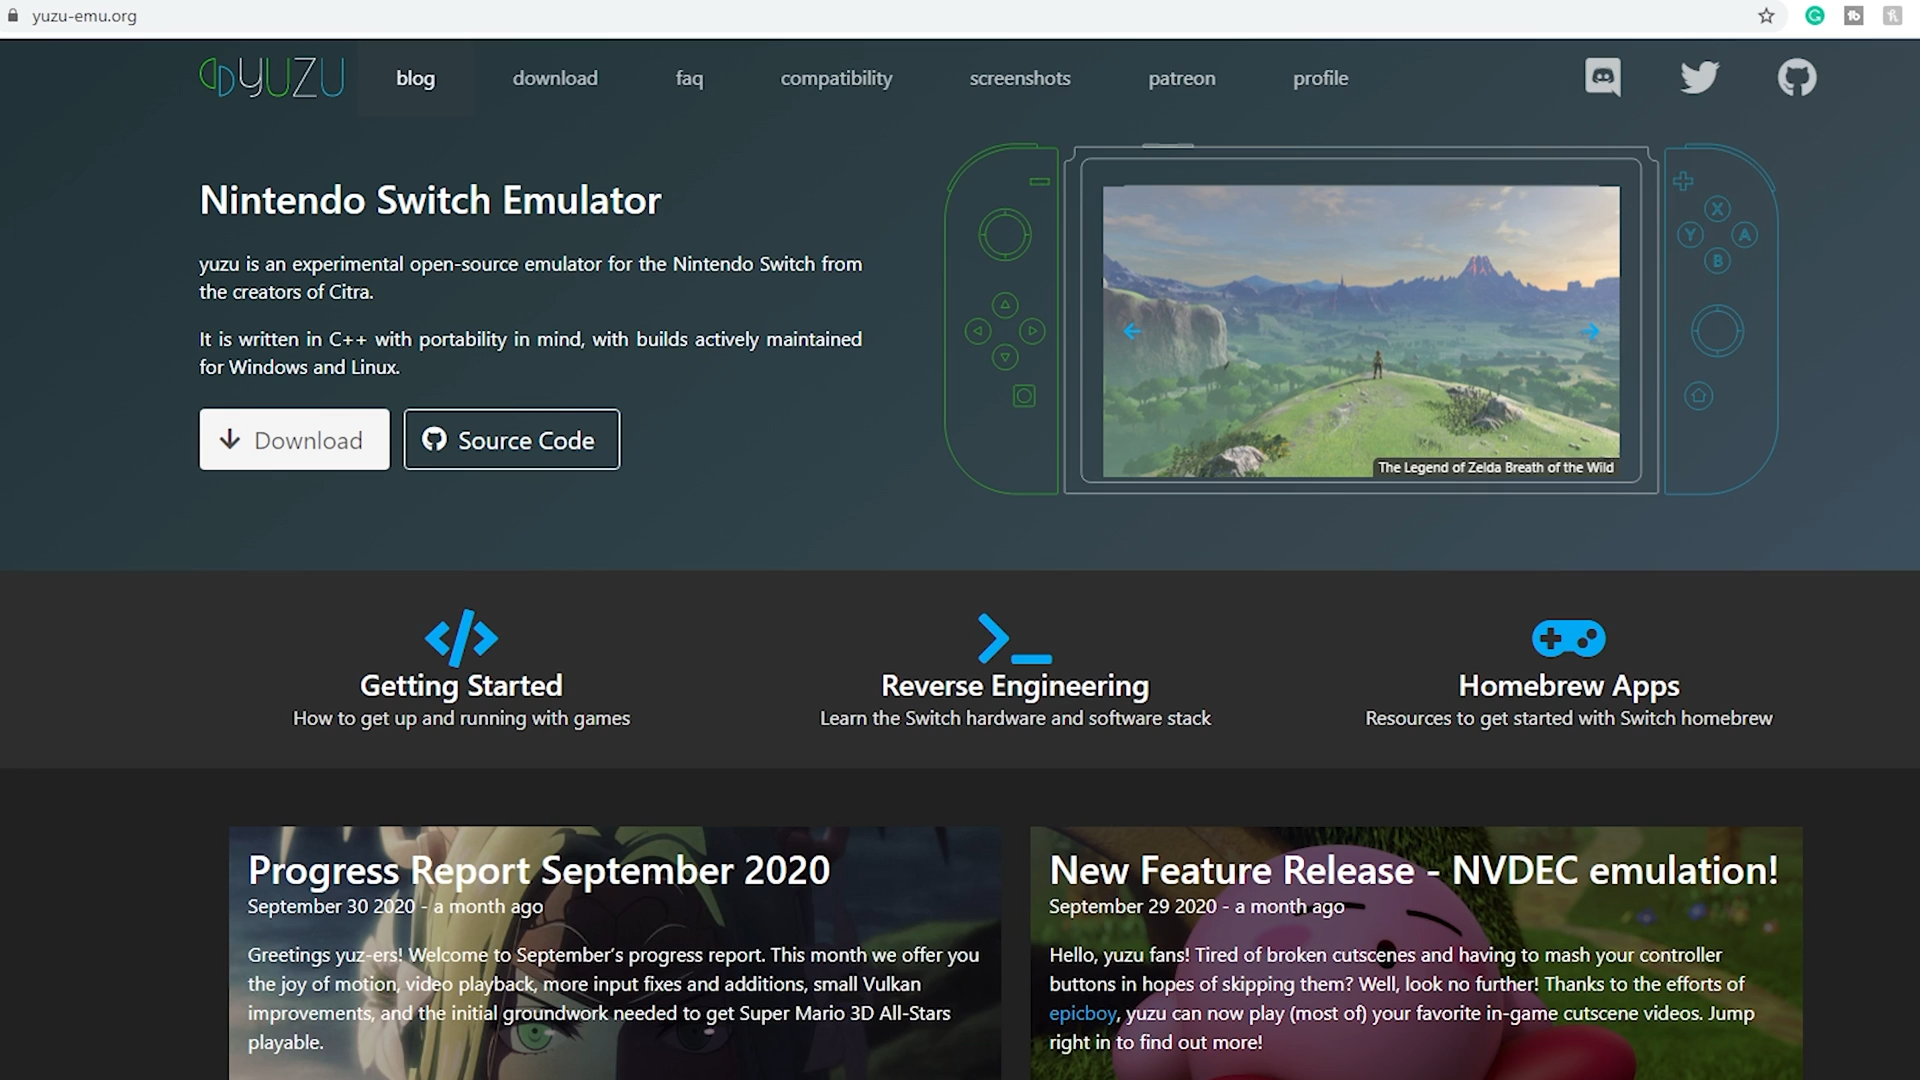 yuzu-emu.org
YUZU
blog
download
faq
compatibility
screenshots
patreon
profile
Nintendo Switch Emulator
yuzu is an experimental open-source emulator for the Nintendo Switch from
the creators of Citra.
It is written in C++ with portability in mind, with builds actively maintained
for Windows and Linux.
Download
Source Code
X
Y
A
B
The Legend of Zelda Breath of the Wild
Getting Started
How to get up and running with games
Reverse Engineering
Learn the Switch hardware and software stack
Homebrew Apps
Resources to get started with Switch homebrew
Progress Report September 2020
September 30 2020 - a month ago
Greetings yuz-ers! Welcome to September’s progress report. This month we offer you
the joy of motion, video playback, more input fixes and additions, small Vulkan
improvements, and the initial groundwork needed to get Super Mario 3D All-Stars
playable.
New Feature Release - NVDEC emulation!
September 29 2020 - a month ago
Hello, yuzu fans! Tired of broken cutscenes and having to mash your controller
buttons in hopes of skipping them? Well, look no further! Thanks to the efforts of
epicboy, yuzu can now play (most of) your favorite in-game cutscene videos. Jump
right in to find out more!